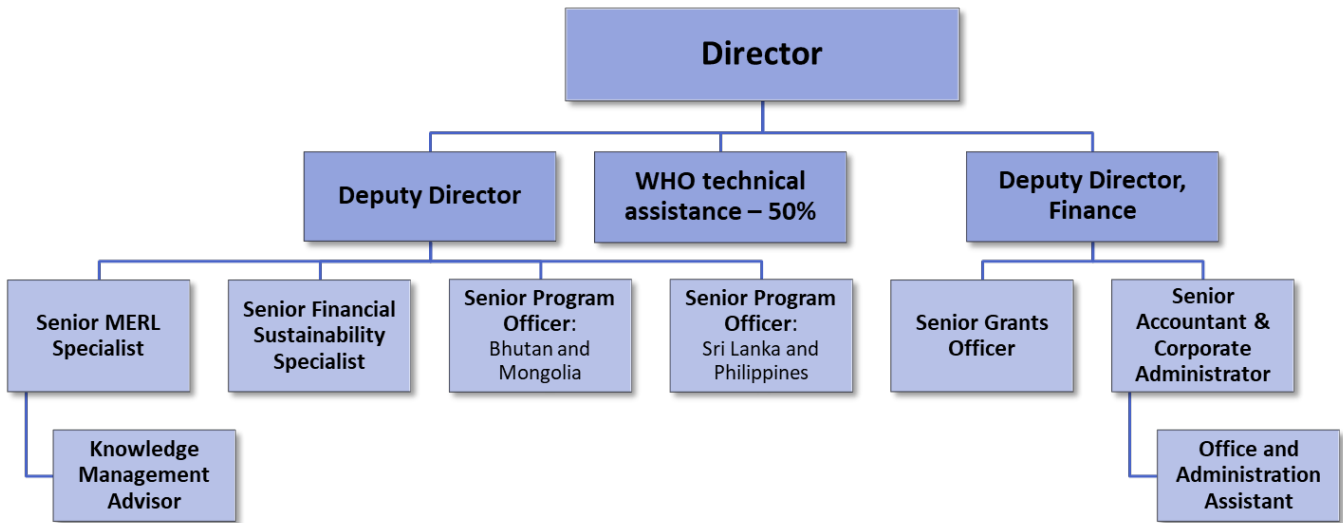 Director
Deputy Director
WHO technical
assistance – 50%
Deputy Director,
Finance
Senior MERL
Specialist
Senior Financial
Sustainability
Specialist
Senior Program
Officer:
Bhutan and
Mongolia
Senior Program
Officer:
Sri Lanka and
Philippines
Senior Grants
Officer
Senior
Accountant &
Corporate
Administrator
Knowledge
Management
Advisor
Office and
Administration
Assistant